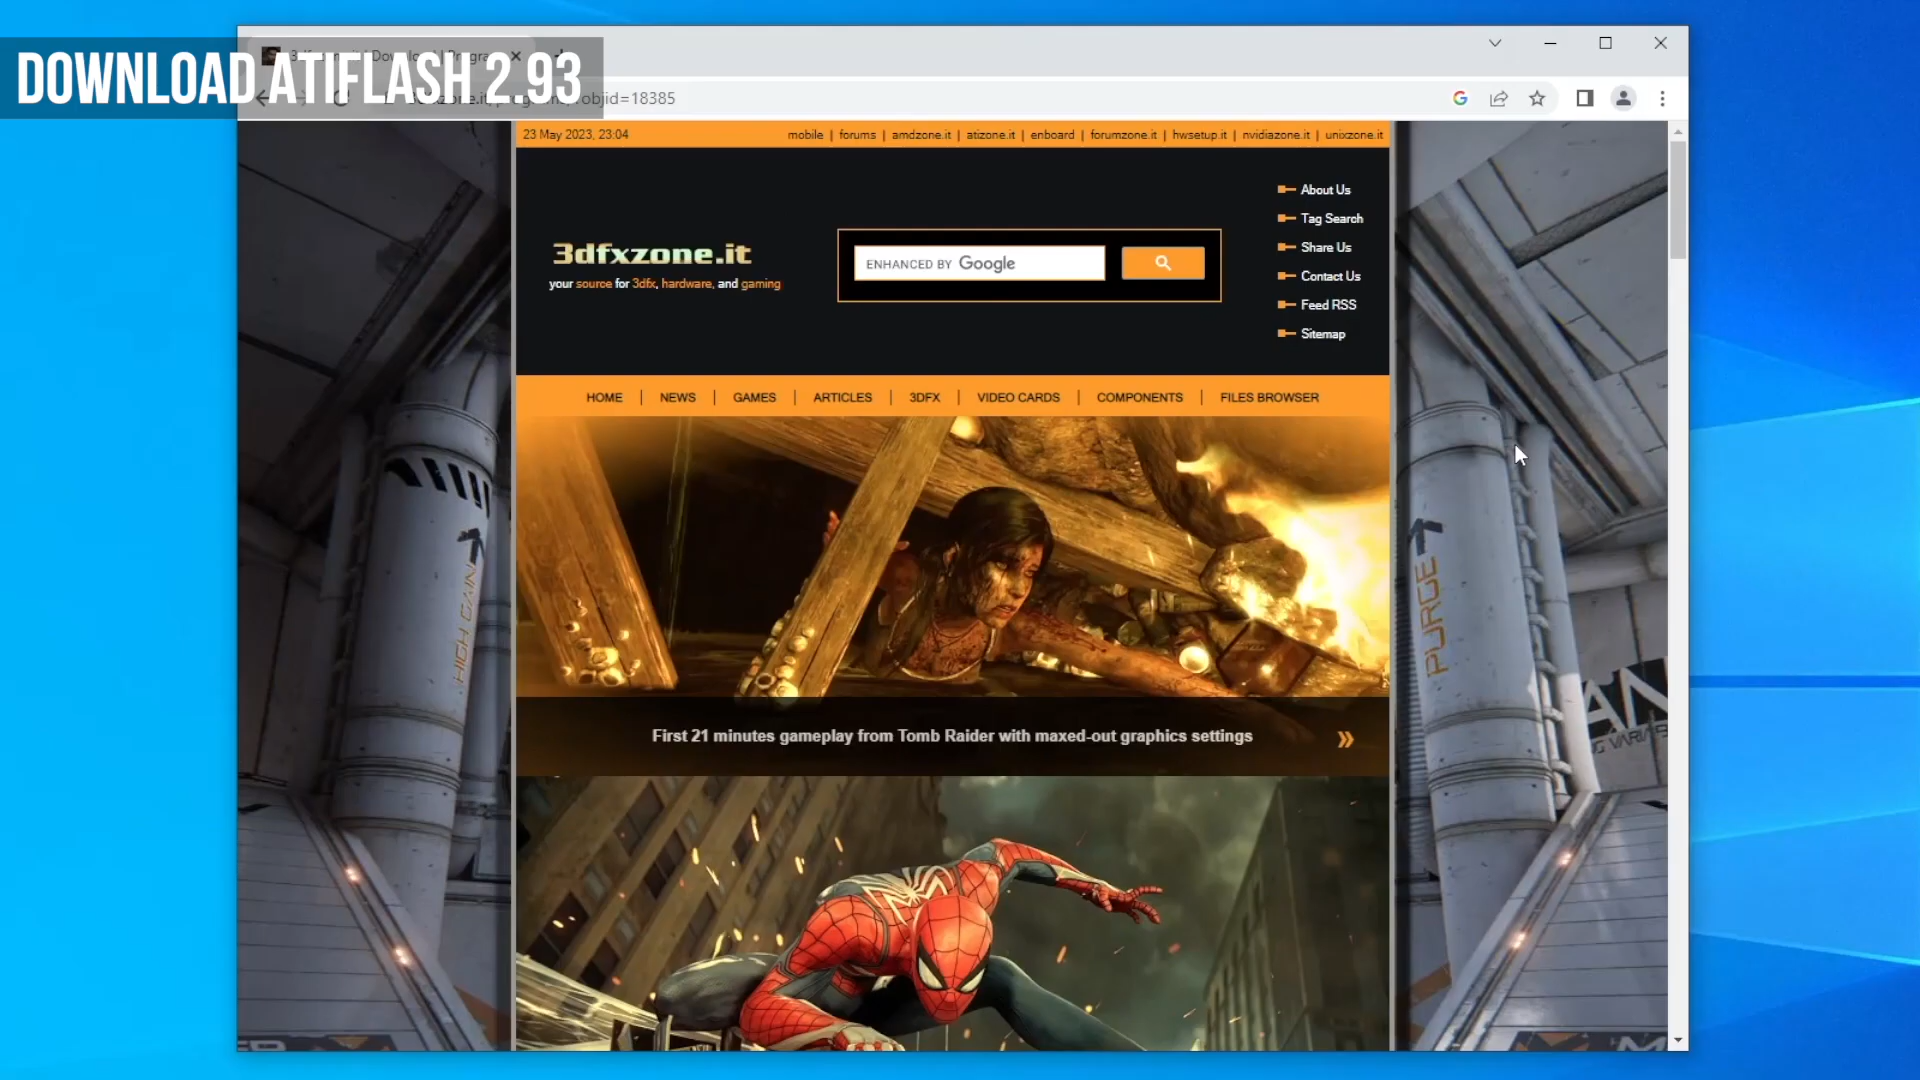 DOWNLOAD ATIFLASH 2.93
objid=18385
23 May 2023, 23:04
mobile | forums | amdzone.it | atizone.it | enboard | forumzone.it | hwsetup.it | nvidiazone.it | unixzone.it
About Us
Tag Search
3dfxzone.it
your source for 3dfx, hardware, and gaming
ENHANCED BY Google
Share Us
Contact Us
Feed RSS
Sitemap
HOME | NEWS | GAMES | ARTICLES | 3DFX | VIDEO CARDS | COMPONENTS | FILES BROWSER
HIGH GAIN
PURGE
First 21 minutes gameplay from Tomb Raider with maxed-out graphics settings